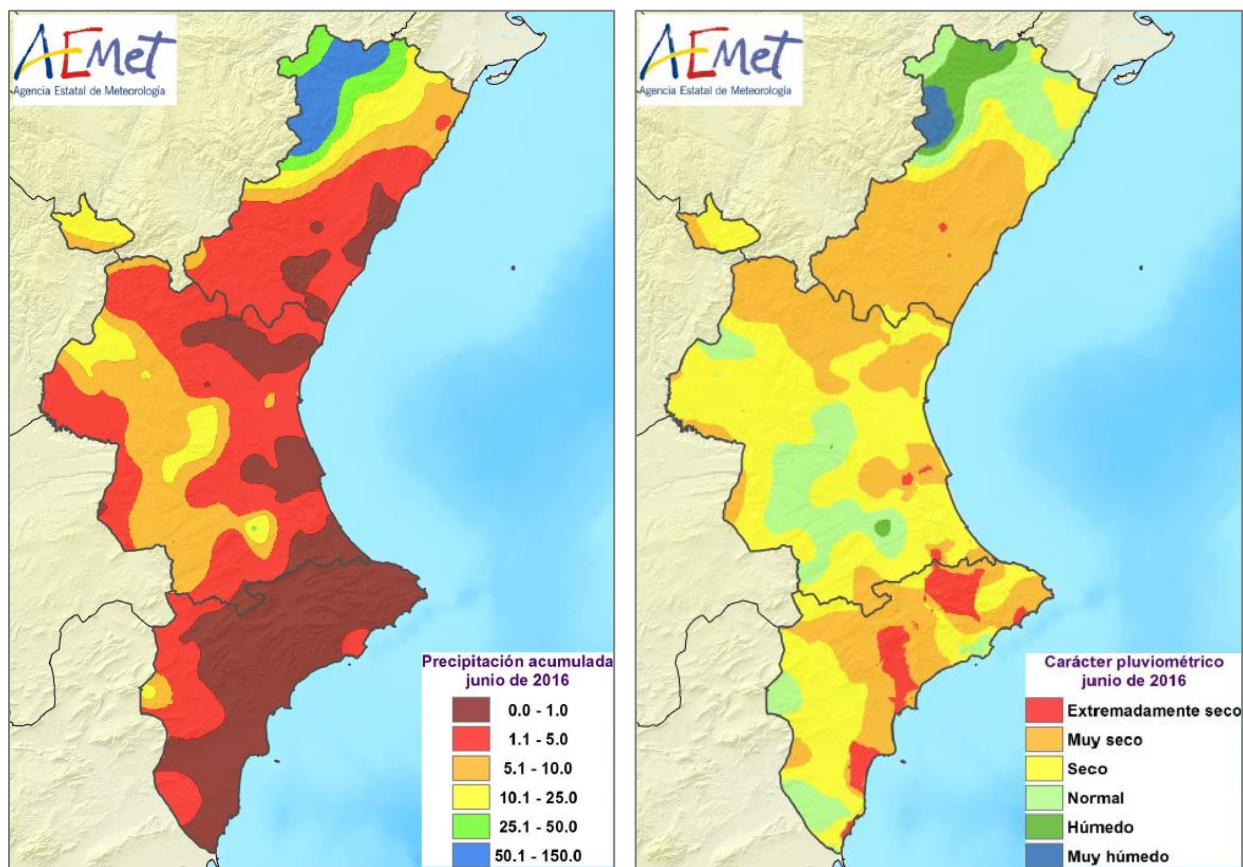 AEMet
Agencia Estatal de Meteorología
Precipitación acumulada
junio de 2016
0.0 - 1.0
1.1 - 5.0
5.1 - 10.0
10.1 - 25.0
25.1 - 50.0
50.1 - 150.0
AEMet
Agencia Estatal de Meteorología
Carácter pluviométrico
junio de 2016
Extremadamente seco
Muy seco
Seco
Normal
Húmedo
Muy húmedo